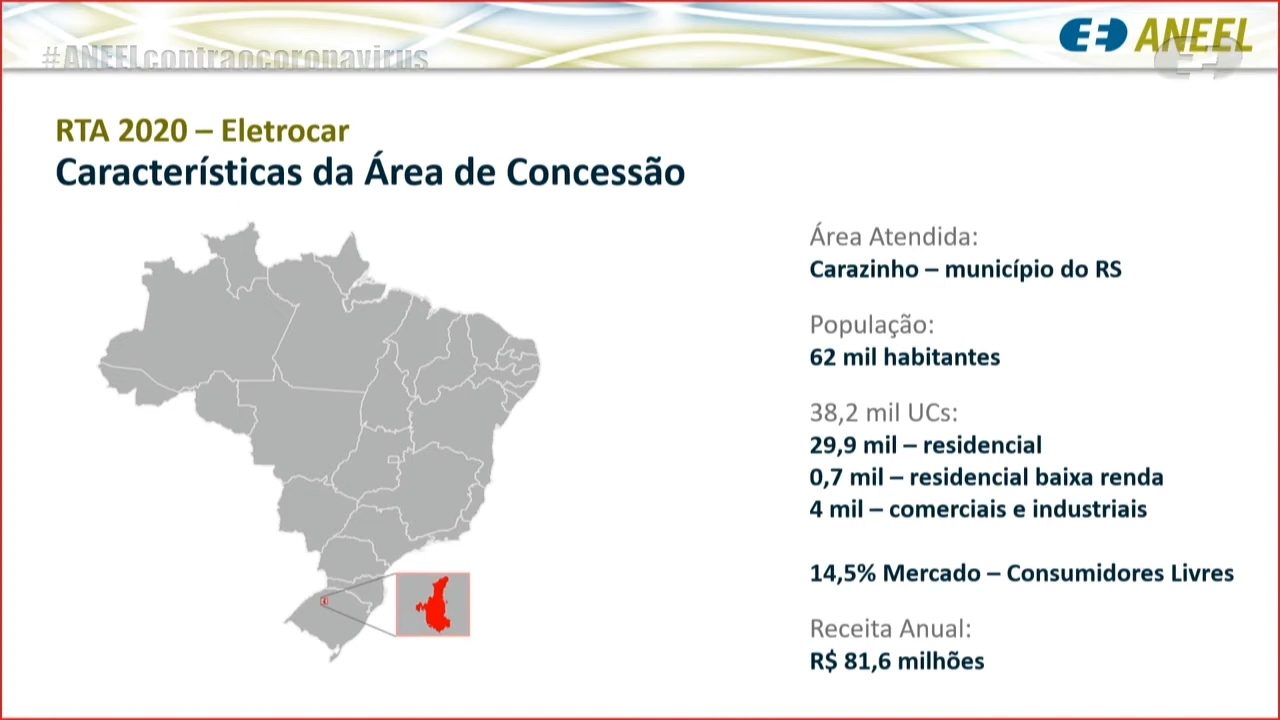 #ANEELcontraocoronavirus
ANEEL
RTA 2020 – Eletrocar
Características da Área de Concessão
Área Atendida:
Carazinho – município do RS
População:
62 mil habitantes
38,2 mil UCs:
29,9 mil – residencial
0,7 mil – residencial baixa renda
4 mil – comerciais e industriais
14,5% Mercado – Consumidores Livres
Receita Anual:
R$ 81,6 milhões